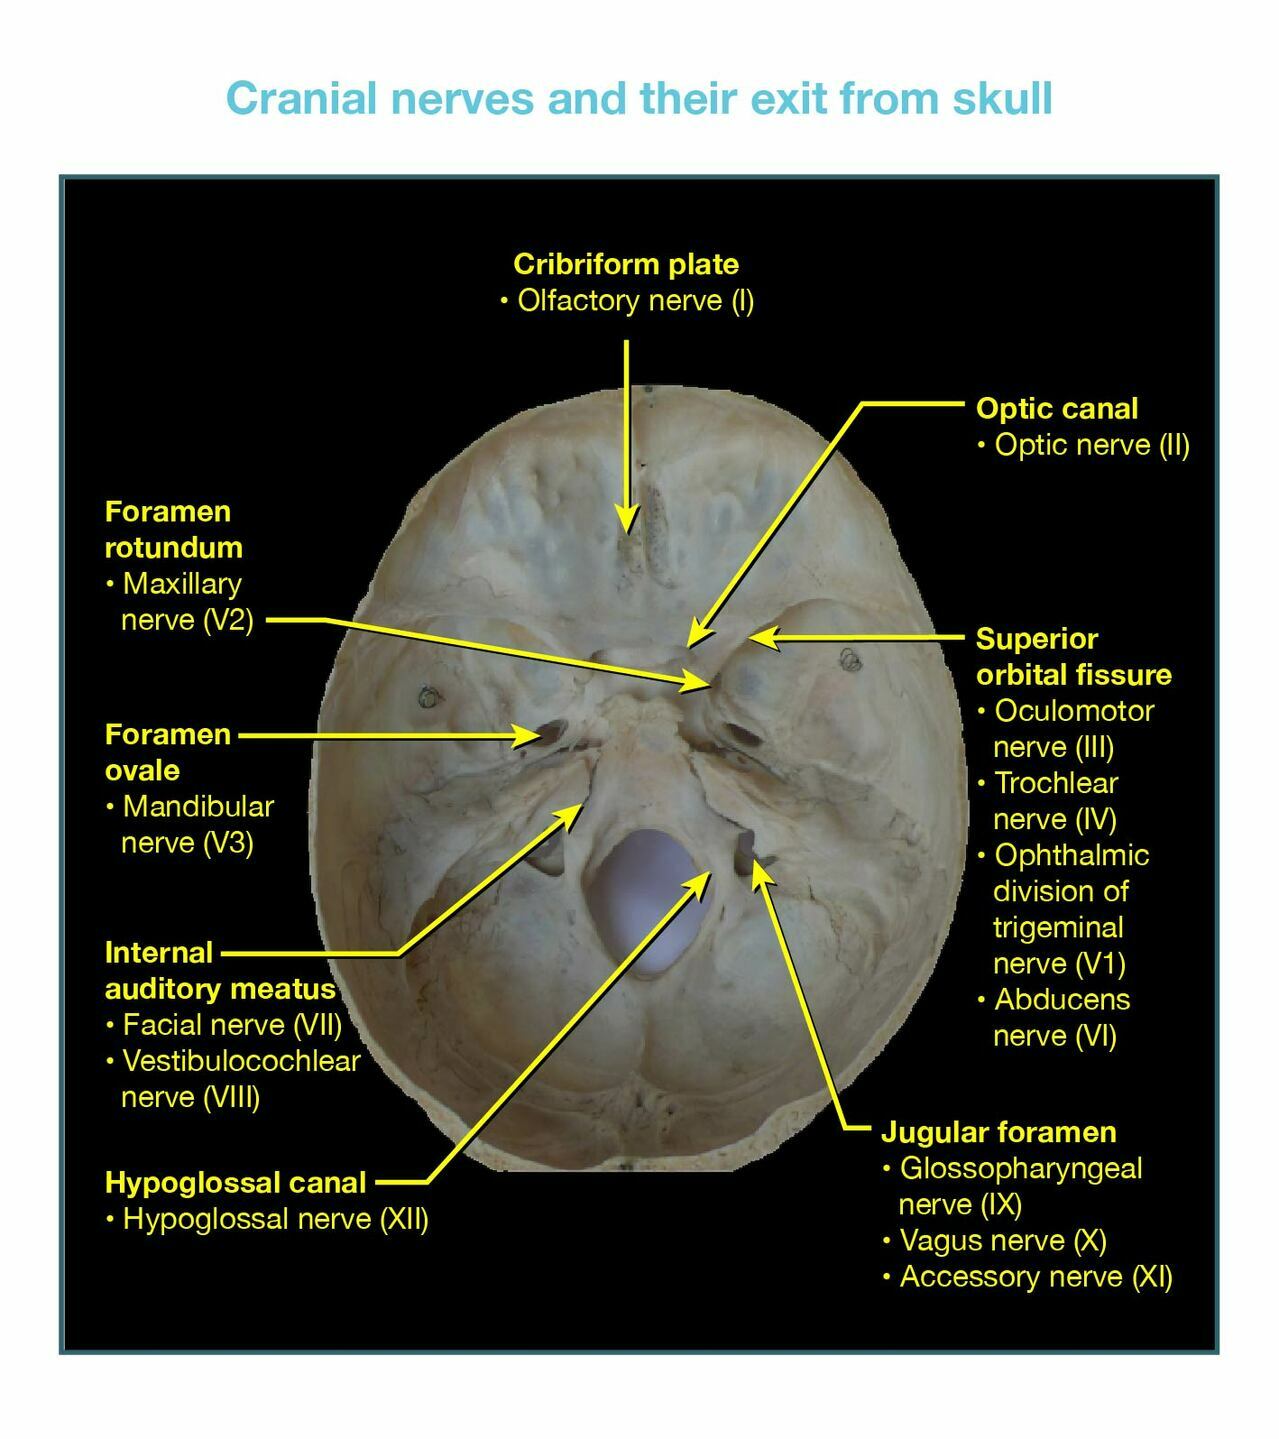 Cranial nerves and their exit from skull
Cribriform plate
• Olfactory nerve (I)
Optic canal
• Optic nerve (II)
Foramen
rotundum
• Maxillary
nerve (V2)
Superior
orbital fissure
• Oculomotor
nerve (III)
• Trochlear
nerve (IV)
• Ophthalmic
division of
trigeminal
nerve (V1)
• Abducens
nerve (VI)
Foramen
ovale
• Mandibular
nerve (V3)
Internal
auditory meatus
• Facial nerve (VII)
• Vestibulocochlear
nerve (VIII)
Hypoglossal canal
• Hypoglossal nerve (XII)
Jugular foramen
• Glossopharyngeal
nerve (IX)
• Vagus nerve (X)
• Accessory nerve (XI)